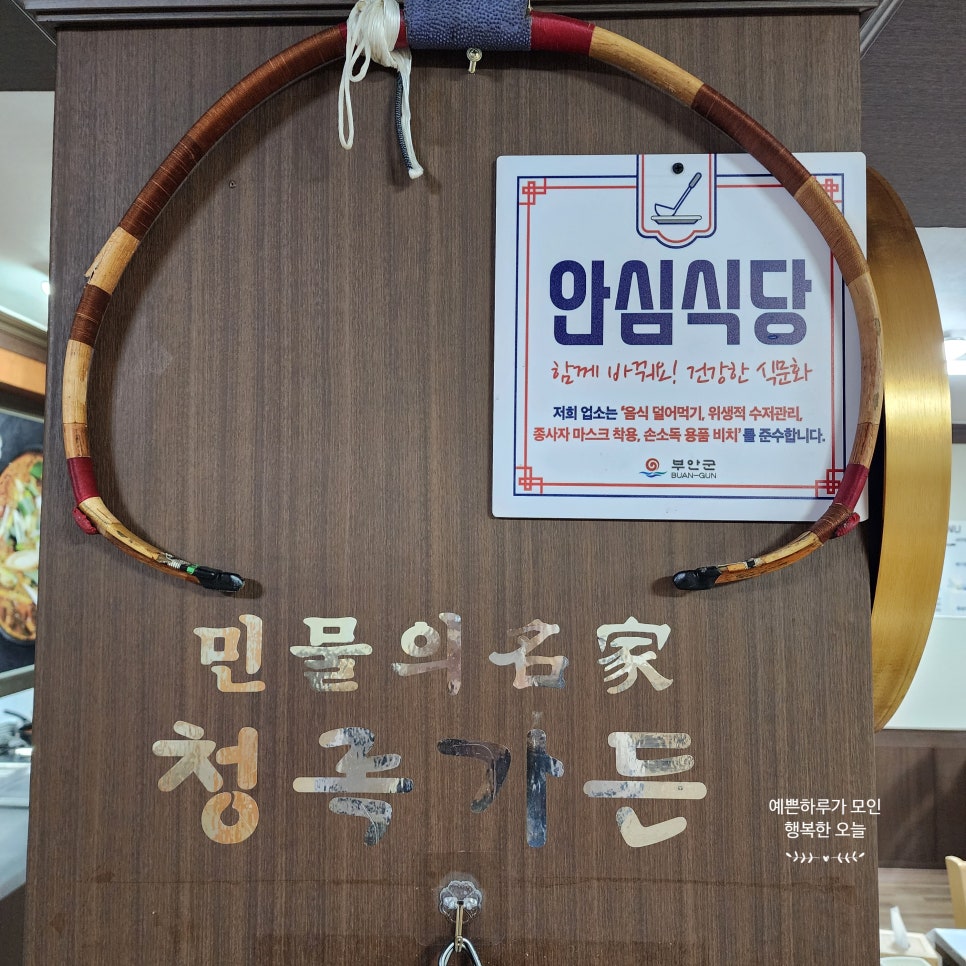 안심식당
함께 바꿔요! 건강한 식문화
저희 업소는 '음식 덜어먹기, 위생적 수저관리,
종사자 마스크 착용, 손소독 용품 비치'를 준수합니다.
부안군
BUAN-GUN
민물의名家
청목가든
예쁜하루가 모인
행복한 오늘